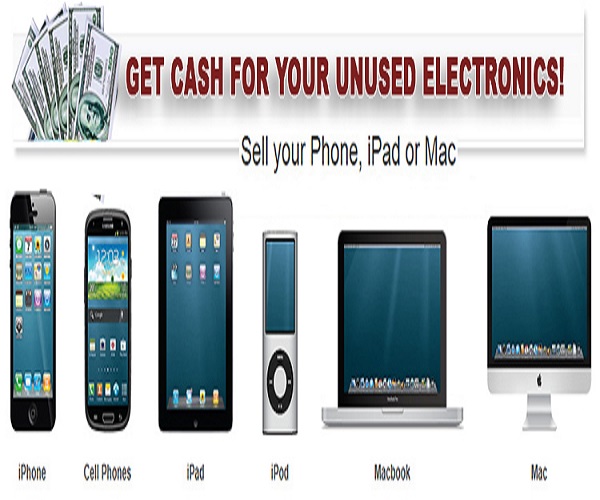 GET CASH FOR YOUR UNUSED ELECTRONICS!
Sell your Phone, iPad or Mac
iPhone Cell Phones iPad iPod Macbook Mac